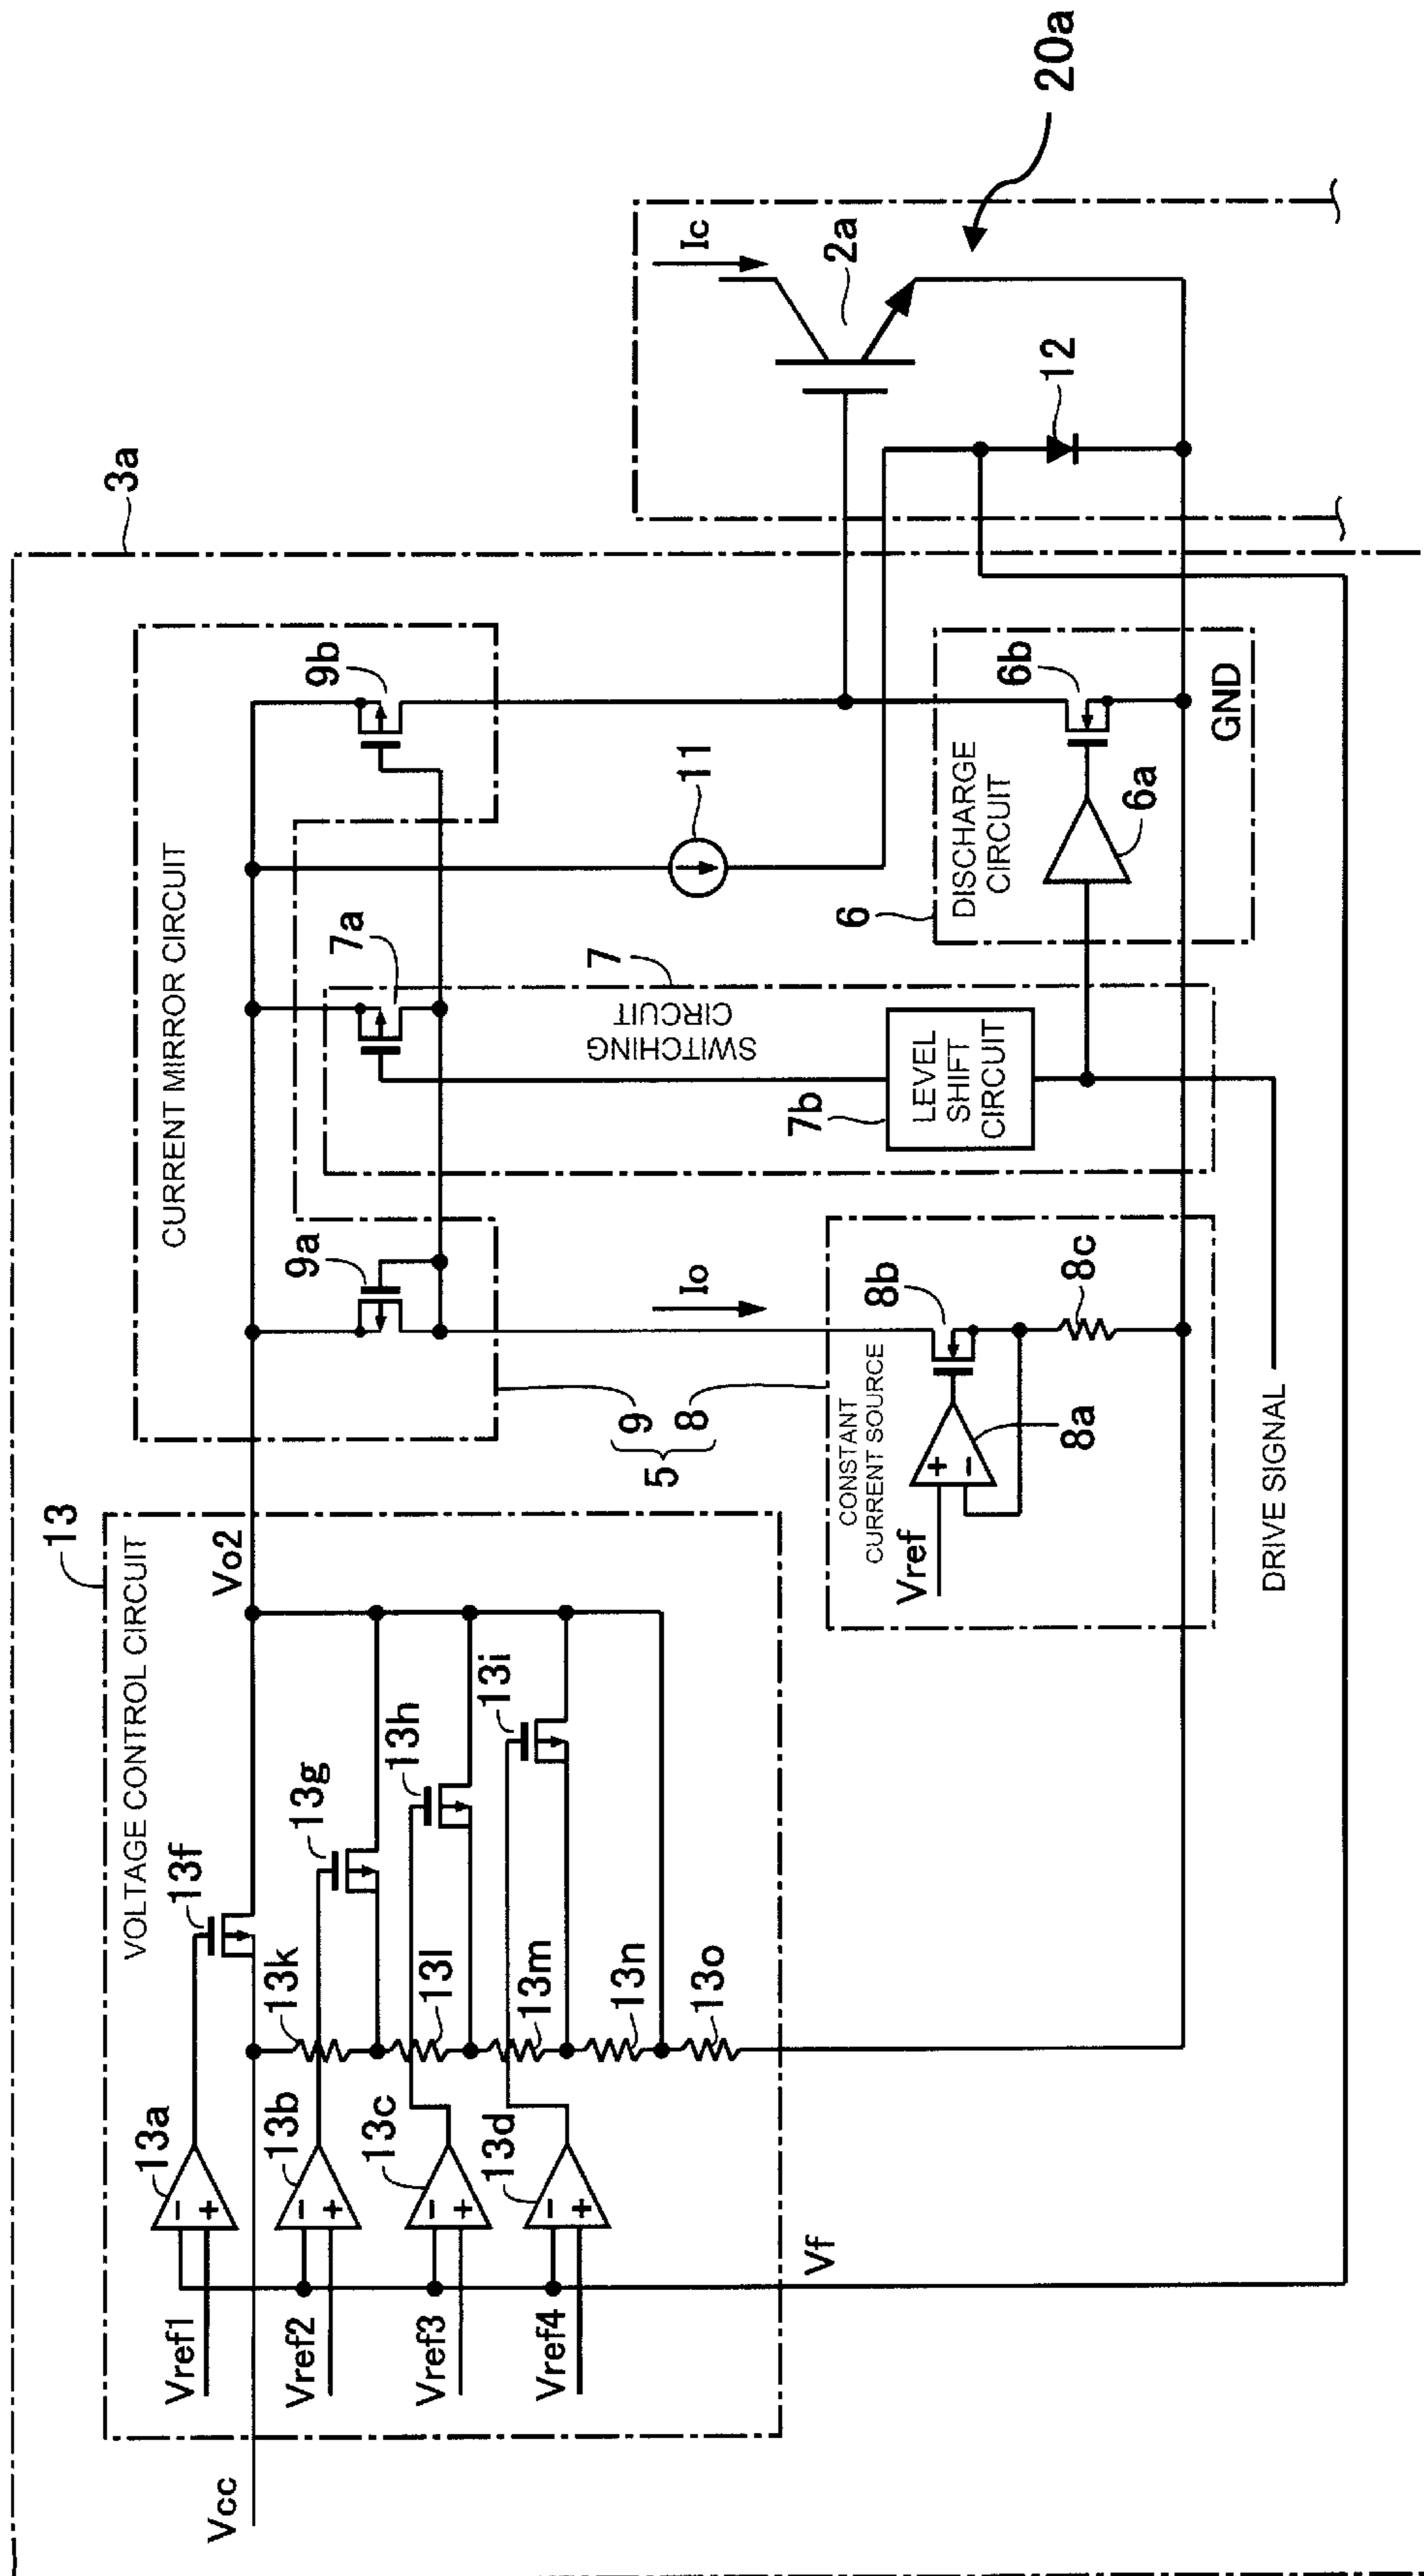 20a
3a
CURRENT MIRROR CIRCUIT
9a
7a
9b
11
Ic
2a
12
13
VOLTAGE CONTROL CIRCUIT
Vo2
Vcc
Vref1
Vref2
Vref3
Vref4
13a
13b
13c
13d
−
+
−
+
−
+
−
+
13f
13g
13h
13i
13k
13l
13m
13n
13o
Vf
5
9
8
Io
CONSTANT
CURRENT SOURCE
Vref
+
−
8a
8b
8c
7
SWITCHING
CIRCUIT
7b
LEVEL
SHIFT
CIRCUIT
6
DISCHARGE
CIRCUIT
6a
6b
GND
DRIVE SIGNAL